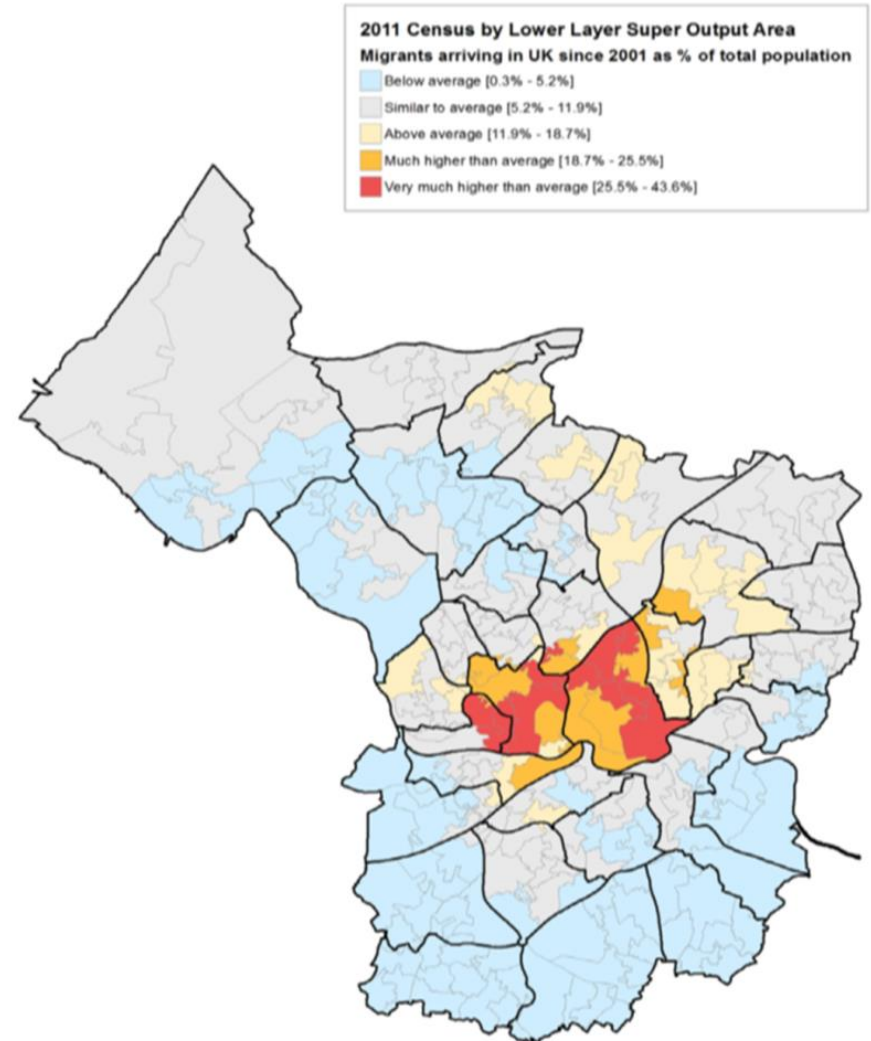 2011 Census by Lower Layer Super Output Area
Migrants arriving in UK since 2001 as % of total population
Below average [0.3% - 5.2%]
Similar to average [5.2% - 11.9%]
Above average [11.9% - 18.7%]
Much higher than average [18.7% - 25.5%]
Very much higher than average [25.5% - 43.6%]